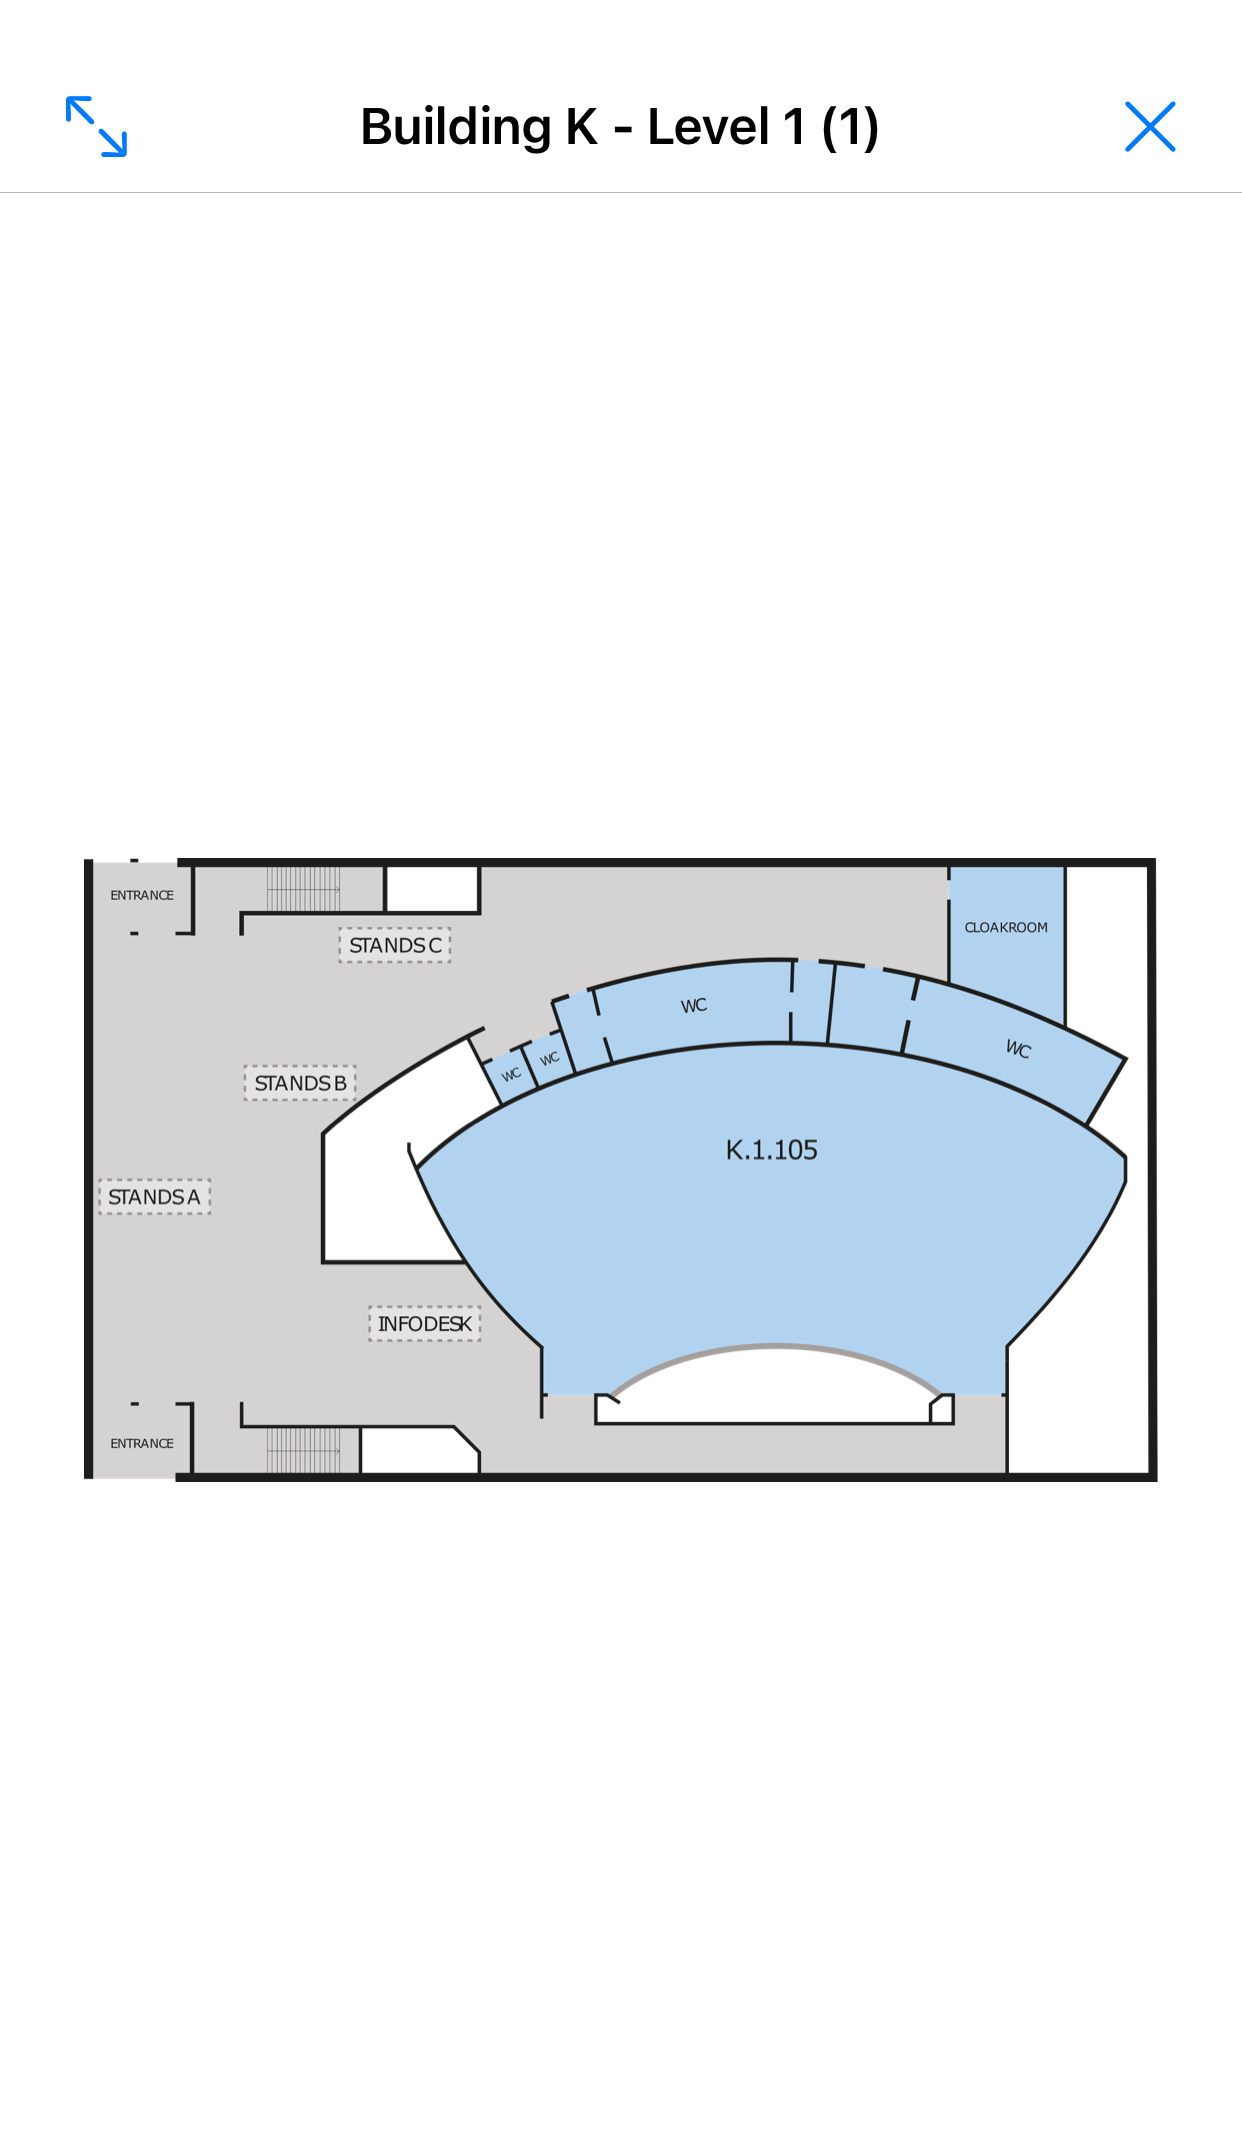 Building K - Level 1 (1)
ENTRANCE
CLOAKROOM
STANDS C
WC
WC
WC
WC
STANDS B
K.1.105
STANDS A
INFODESK
ENTRANCE